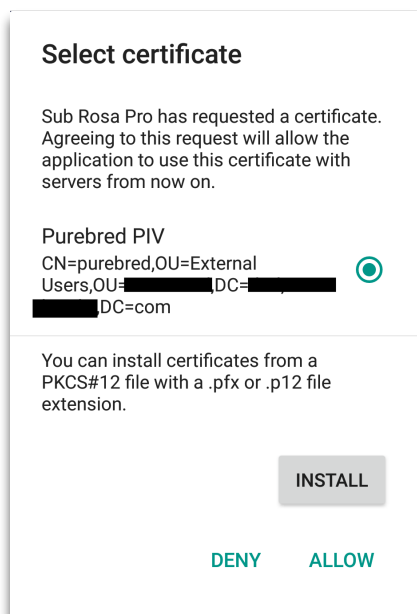 Select certificate
Sub Rosa Pro has requested a certificate.
Agreeing to this request will allow the
application to use this certificate with
servers from now on.
Purebred PIV
CN=purebred,OU=External
Users,OU= ,DC=
,DC=com
You can install certificates from a
PKCS#12 file with a .pfx or .p12 file
extension.
INSTALL
DENY ALLOW